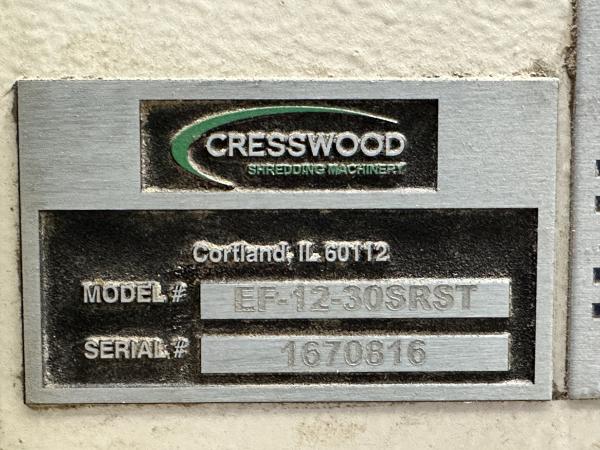 CRESSWOOD
SHREDDING MACHINERY
Cortland, IL 60112
MODEL # EF-12-30SRST
SERIAL # 1670816